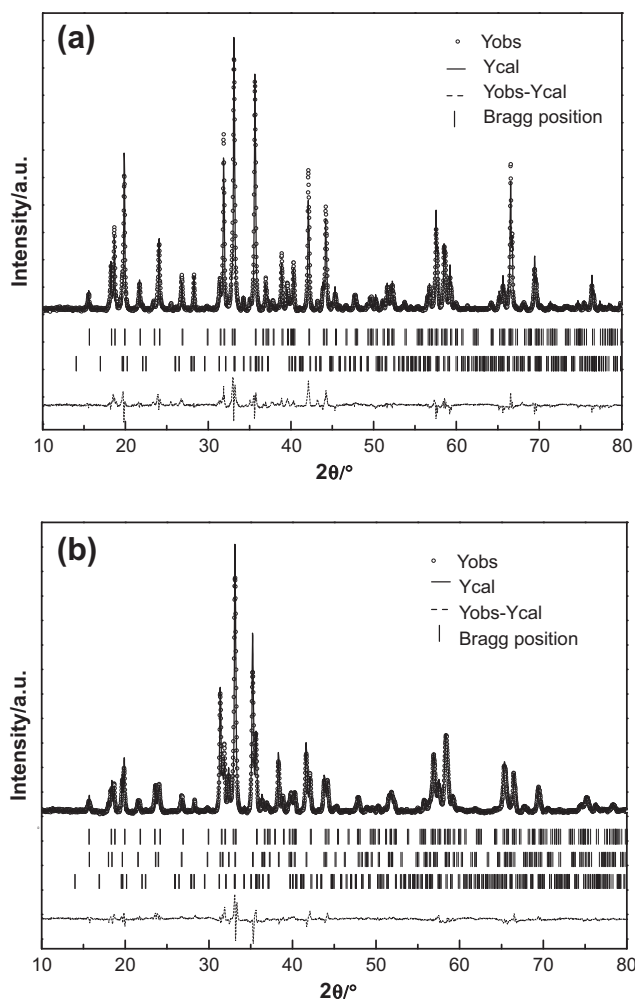 (a)
Yobs
Ycal
Yobs-Ycal
Bragg position
Intensity/a.u.
10 20 30 40 50 60 70 80
2θ/°
(b)
Yobs
Ycal
Yobs-Ycal
Bragg position
Intensity/a.u.
10 20 30 40 50 60 70 80
2θ/°